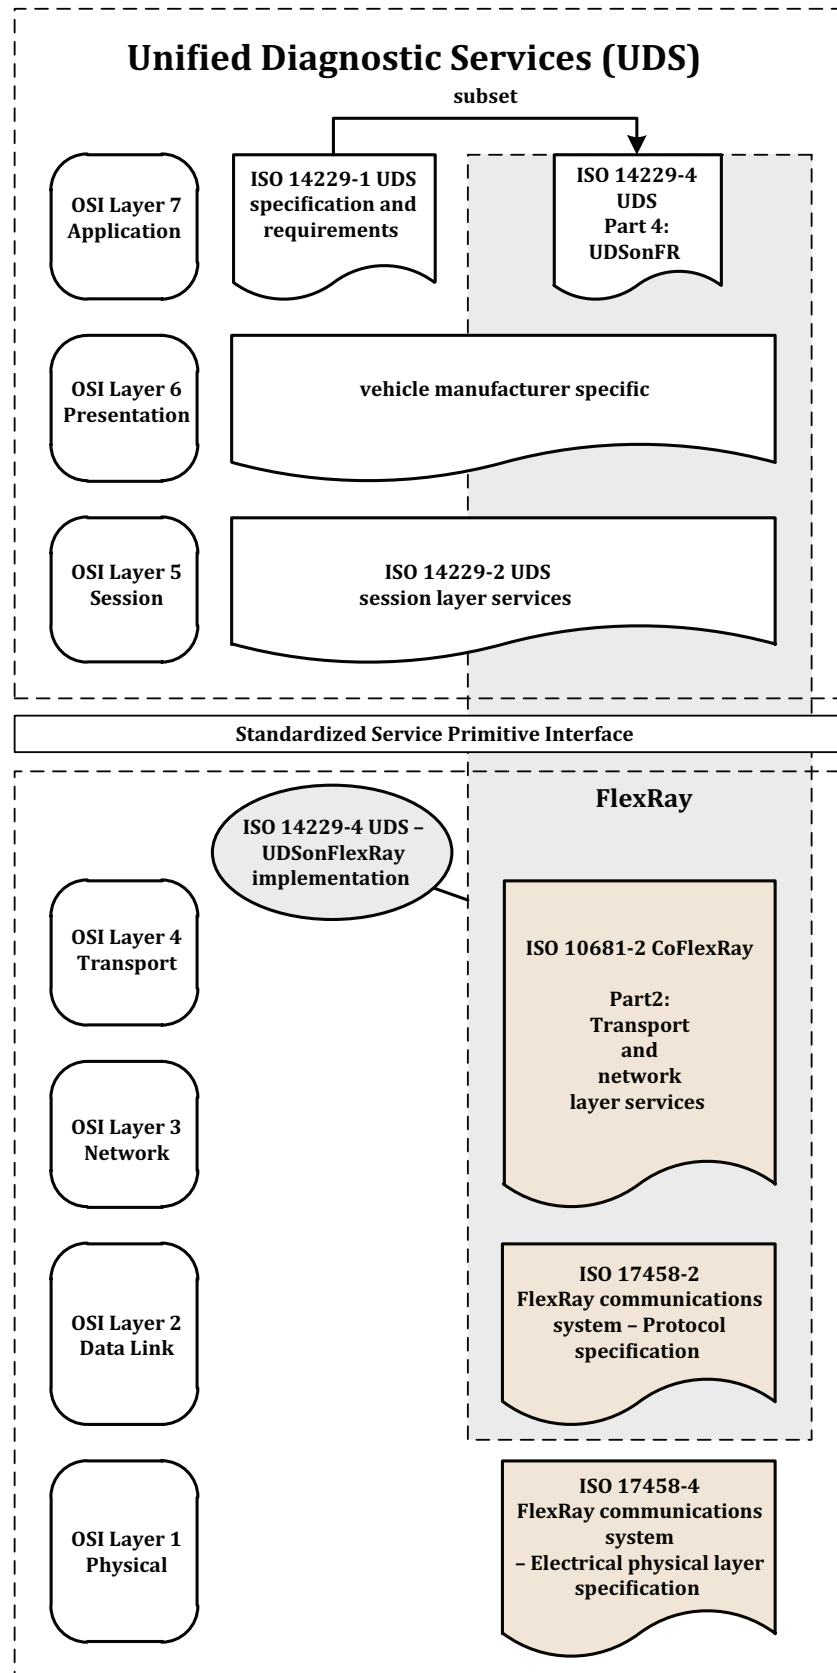 Unified Diagnostic Services (UDS)
subset
OSI Layer 7
Application
ISO 14229-1 UDS
specification and
requirements
ISO 14229-4
UDS
Part 4:
UDSonFR
OSI Layer 6
Presentation
vehicle manufacturer specific
OSI Layer 5
Session
ISO 14229-2 UDS
session layer services
Standardized Service Primitive Interface
FlexRay
ISO 14229-4 UDS –
UDSonFlexRay
implementation
OSI Layer 4
Transport
ISO 10681-2 CoFlexRay
Part2:
Transport
and
network
layer services
OSI Layer 3
Network
OSI Layer 2
Data Link
ISO 17458-2
FlexRay communications
system – Protocol
specification
OSI Layer 1
Physical
ISO 17458-4
FlexRay communications
system
– Electrical physical layer
specification